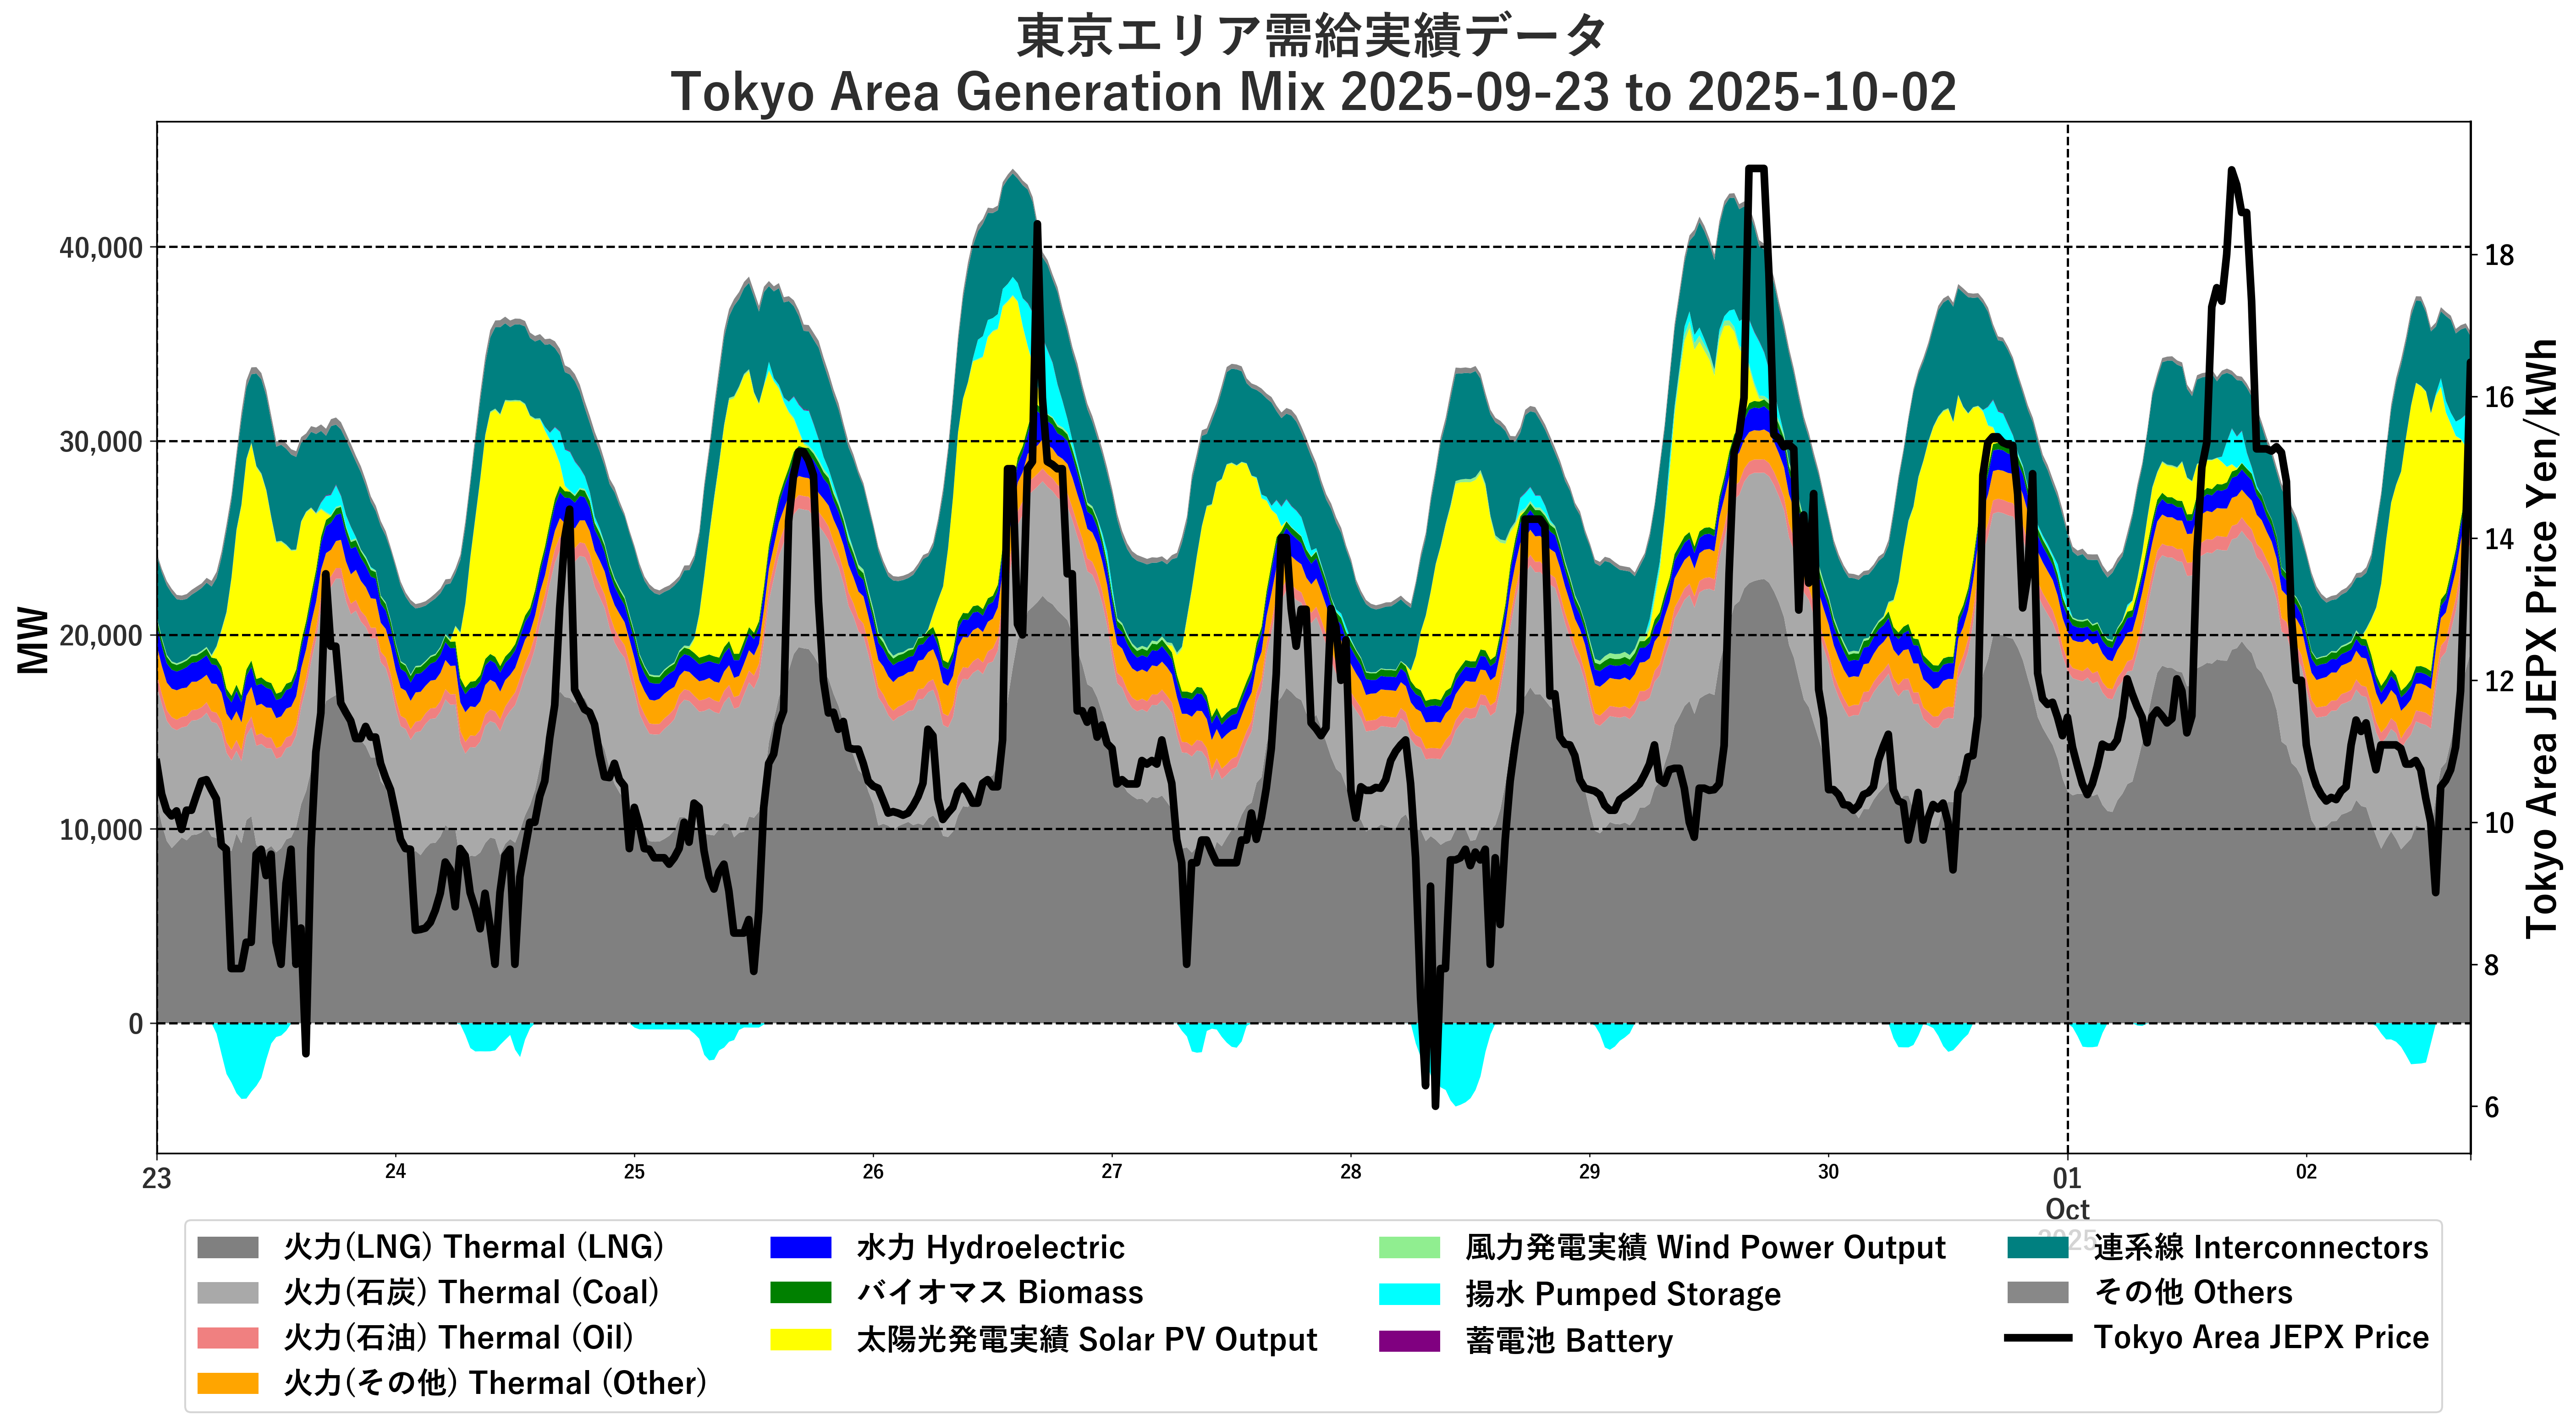 東京エリア需給実績データ
Tokyo Area Generation Mix 2025-09-23 to 2025-10-02
MW
40,000
30,000
20,000
10,000
0
18
16
14
12
10
8
6
Tokyo Area JEPX Price Yen/kWh
23 24 25 26 27 28 29 30 01 02
Oct
2025
火力(LNG) Thermal (LNG)
火力(石炭) Thermal (Coal)
火力(石油) Thermal (Oil)
火力(その他) Thermal (Other)
水力 Hydroelectric
バイオマス Biomass
太陽光発電実績 Solar PV Output
風力発電実績 Wind Power Output
揚水 Pumped Storage
蓄電池 Battery
連系線 Interconnectors
その他 Others
Tokyo Area JEPX Price